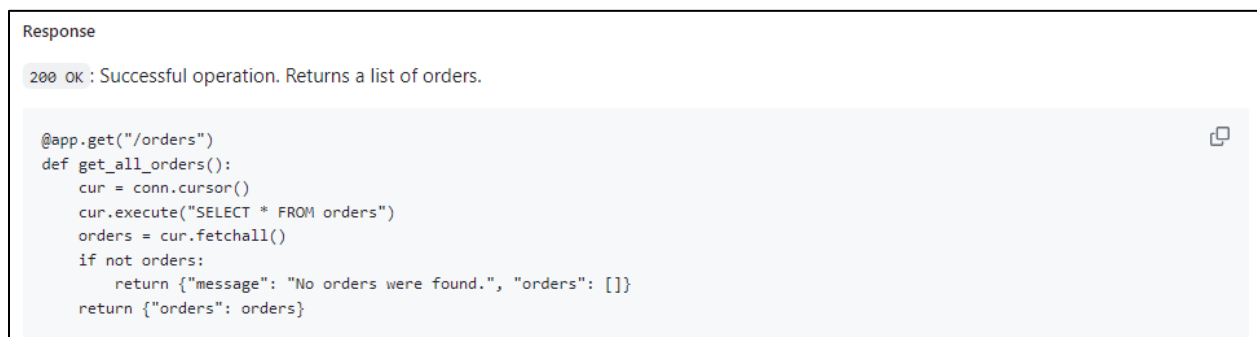 Response
200 OK : Successful operation. Returns a list of orders.
@app.get("/orders")
def get_all_orders():
    cur = conn.cursor()
    cur.execute("SELECT * FROM orders")
    orders = cur.fetchall()
    if not orders:
        return {"message": "No orders were found.", "orders": []}
    return {"orders": orders}